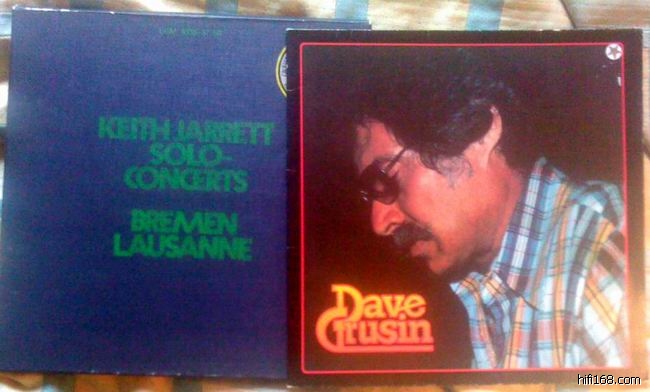 KEITH JARRETT
SOLO-
CONCERTS
BREMEN
LAUSANNE
Dave
Grusin
hifi168.com